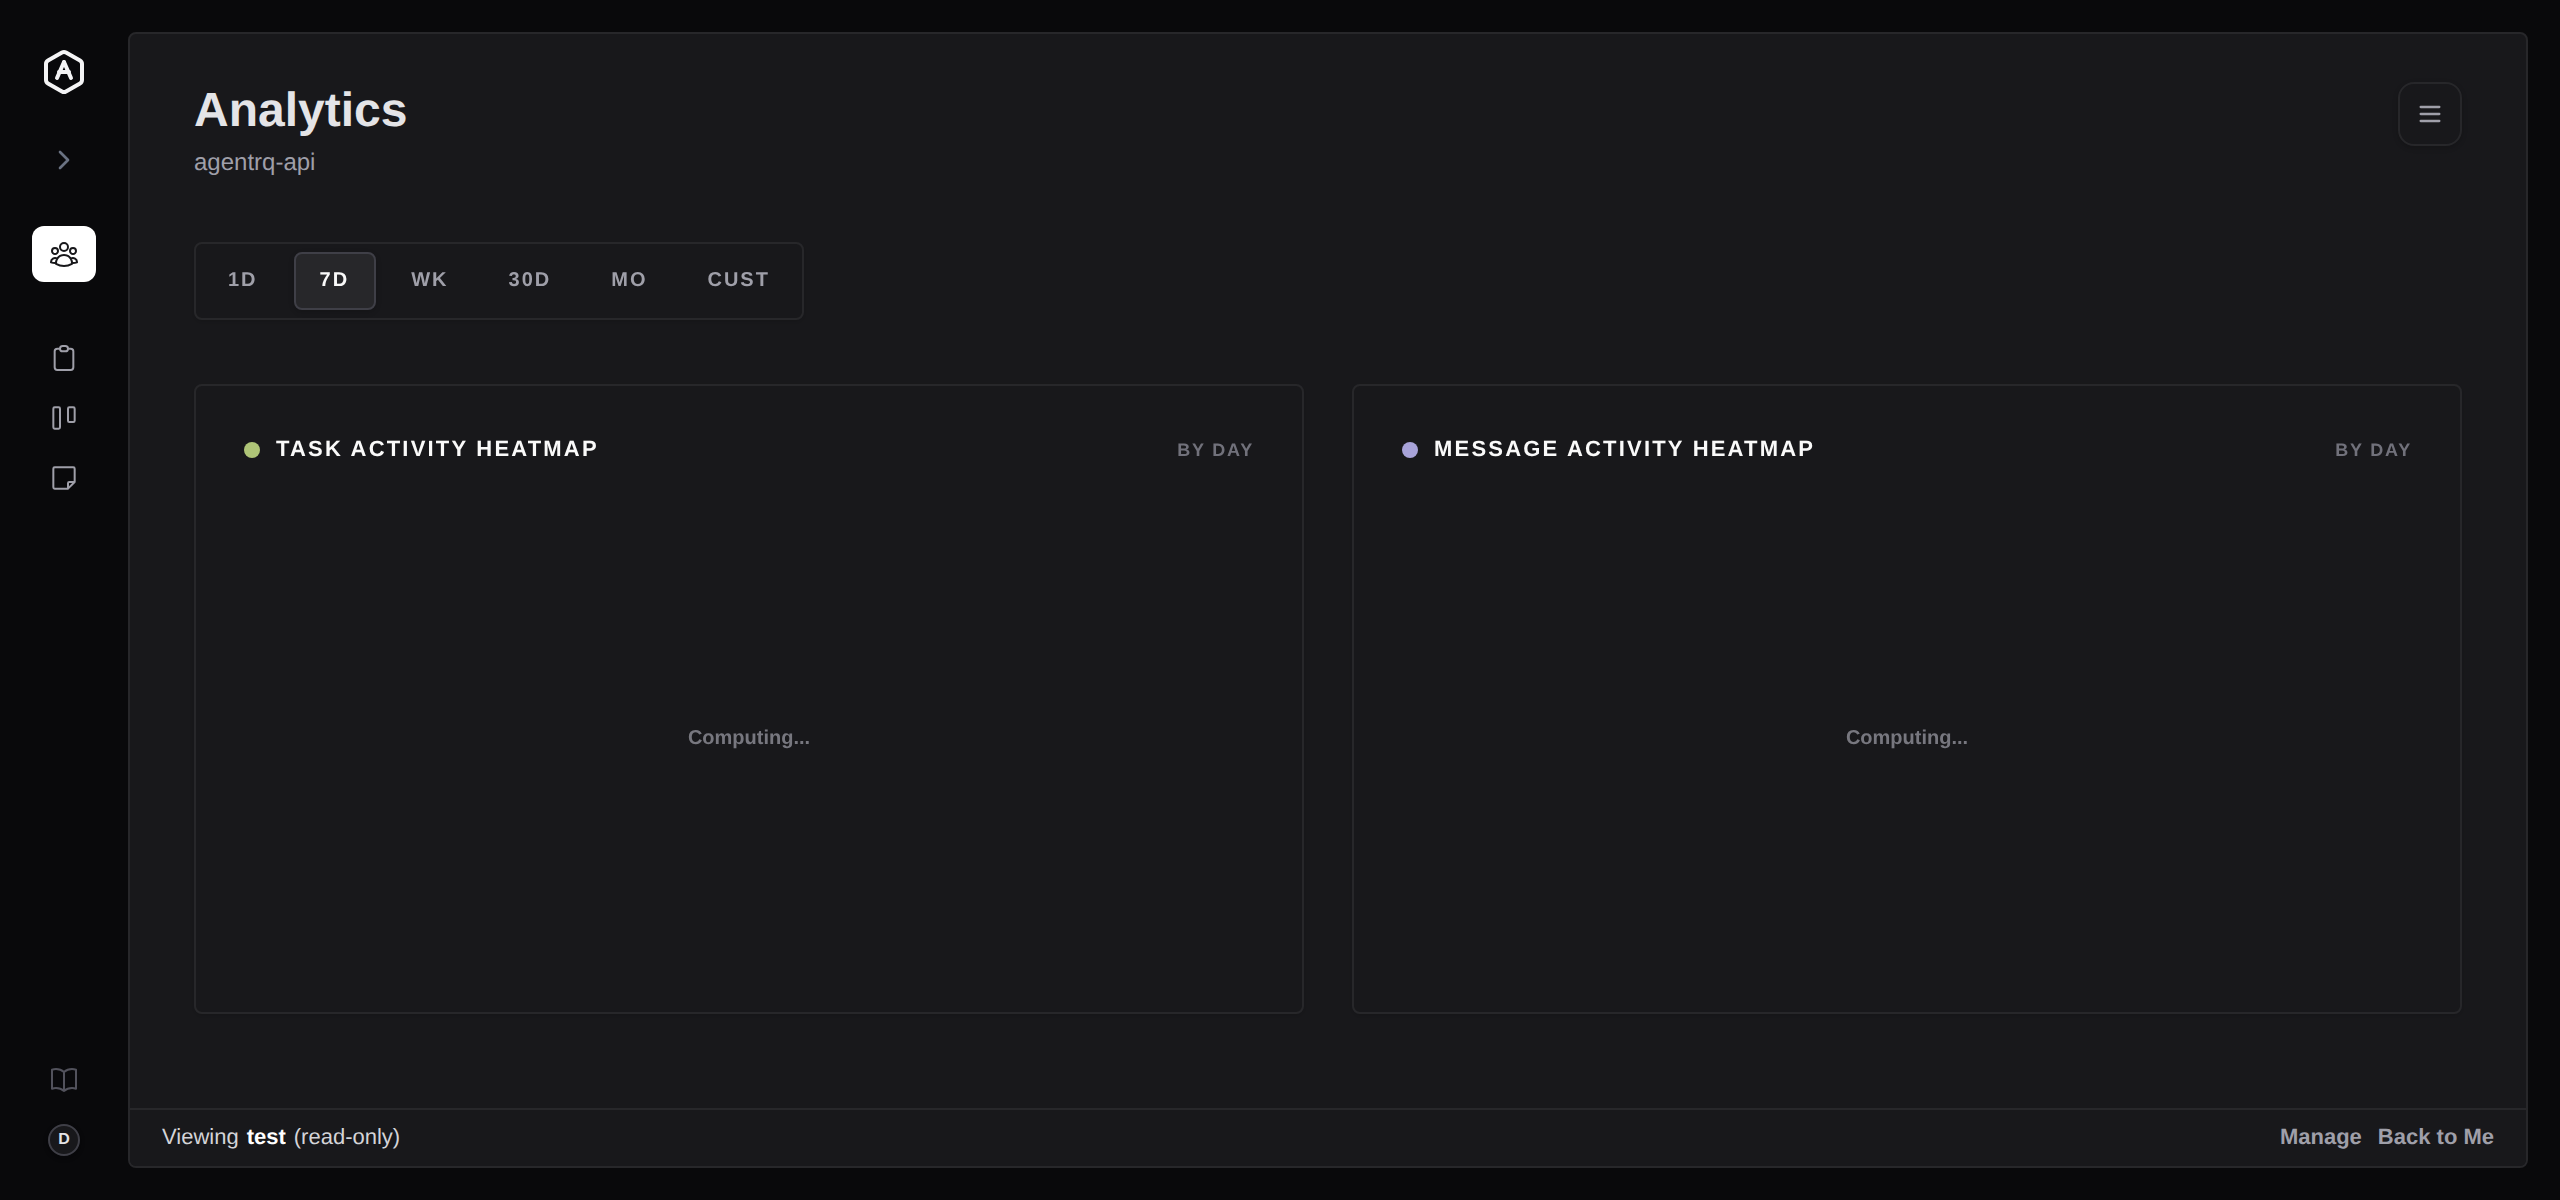 Analytics
agentrq-api
1D 7D WK 30D MO CUST
TASK ACTIVITY HEATMAP BY DAY
Computing...
MESSAGE ACTIVITY HEATMAP BY DAY
Computing...
D
Viewing test (read-only) Manage Back to Me